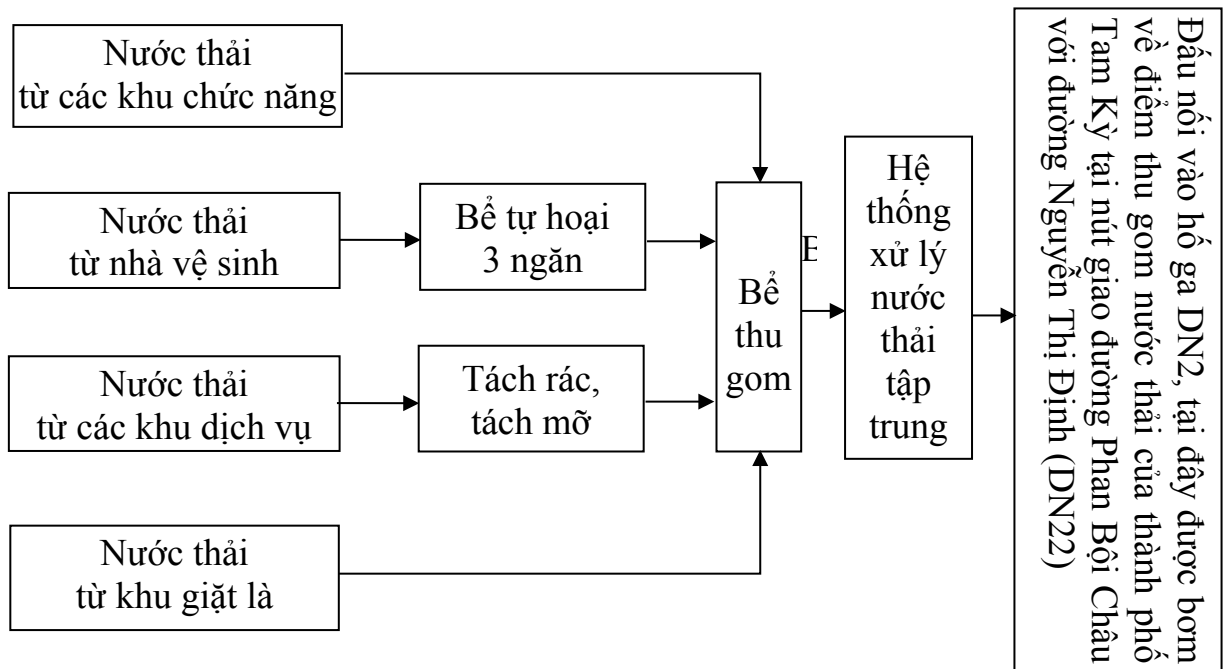 Nước thải
từ các khu chức năng
Nước thải
từ nhà vệ sinh
Bể tự hoại
3 ngăn
Nước thải
từ các khu dịch vụ
Tách rác,
tách mỡ
Nước thải
từ khu giặt là
Bể
thu
gom
Hệ
thống
xử lý
nước
thải
tập
trung
Đấu nối vào hố ga DN2, tại đây được bơm
về điểm thu gom nước thải của thành phố
Tam Kỳ tại nút giao đường Phan Bội Châu
với đường Nguyễn Thị Định (DN22)